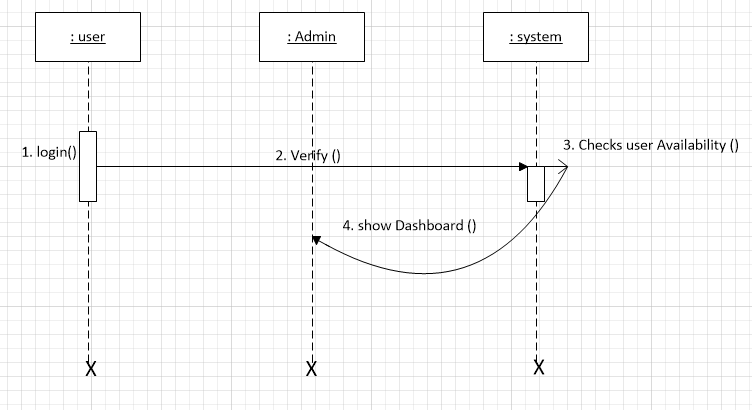 : user
: Admin
: system
1. login()
2. Verify ()
3. Checks user Availability ()
4. show Dashboard ()
X
X
X